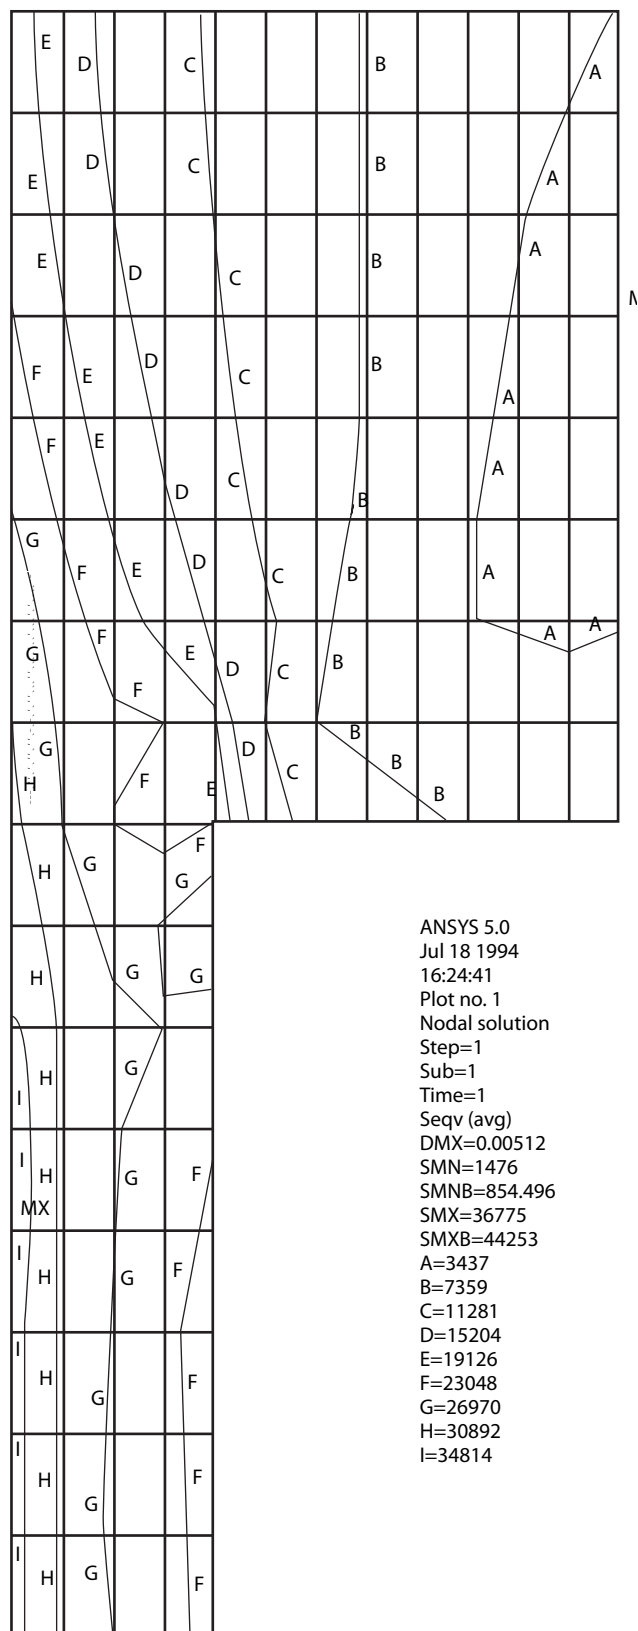 E D C B A
E D C B A
E D C B A
M
F E D C B A
F E D C B A
G F E D C B A
G F F E D C B A A
G H F E D C B B B
H G F G
H G G
I H G
I H G F
MX
I H G F
I H G F
I H G F
I H G F
ANSYS 5.0
Jul 18 1994
16:24:41
Plot no. 1
Nodal solution
Step=1
Sub=1
Time=1
Seqv (avg)
DMX=0.00512
SMN=1476
SMNB=854.496
SMX=36775
SMXB=44253
A=3437
B=7359
C=11281
D=15204
E=19126
F=23048
G=26970
H=30892
I=34814